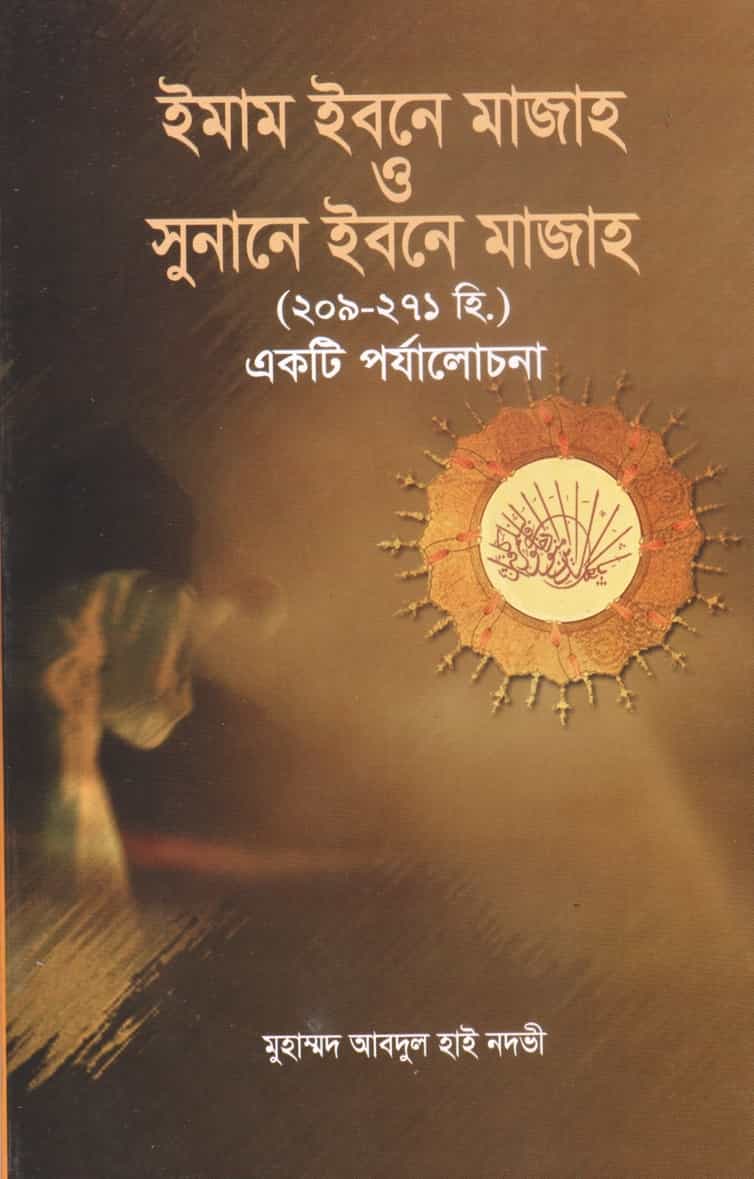 ইমাম ইবনে মাজাহ
ও
সুনানে ইবনে মাজাহ
(২০৯-২৭১ হি.)
একটি পর্যালোচনা
মুহাম্মদ আবদুল হাই নদভী